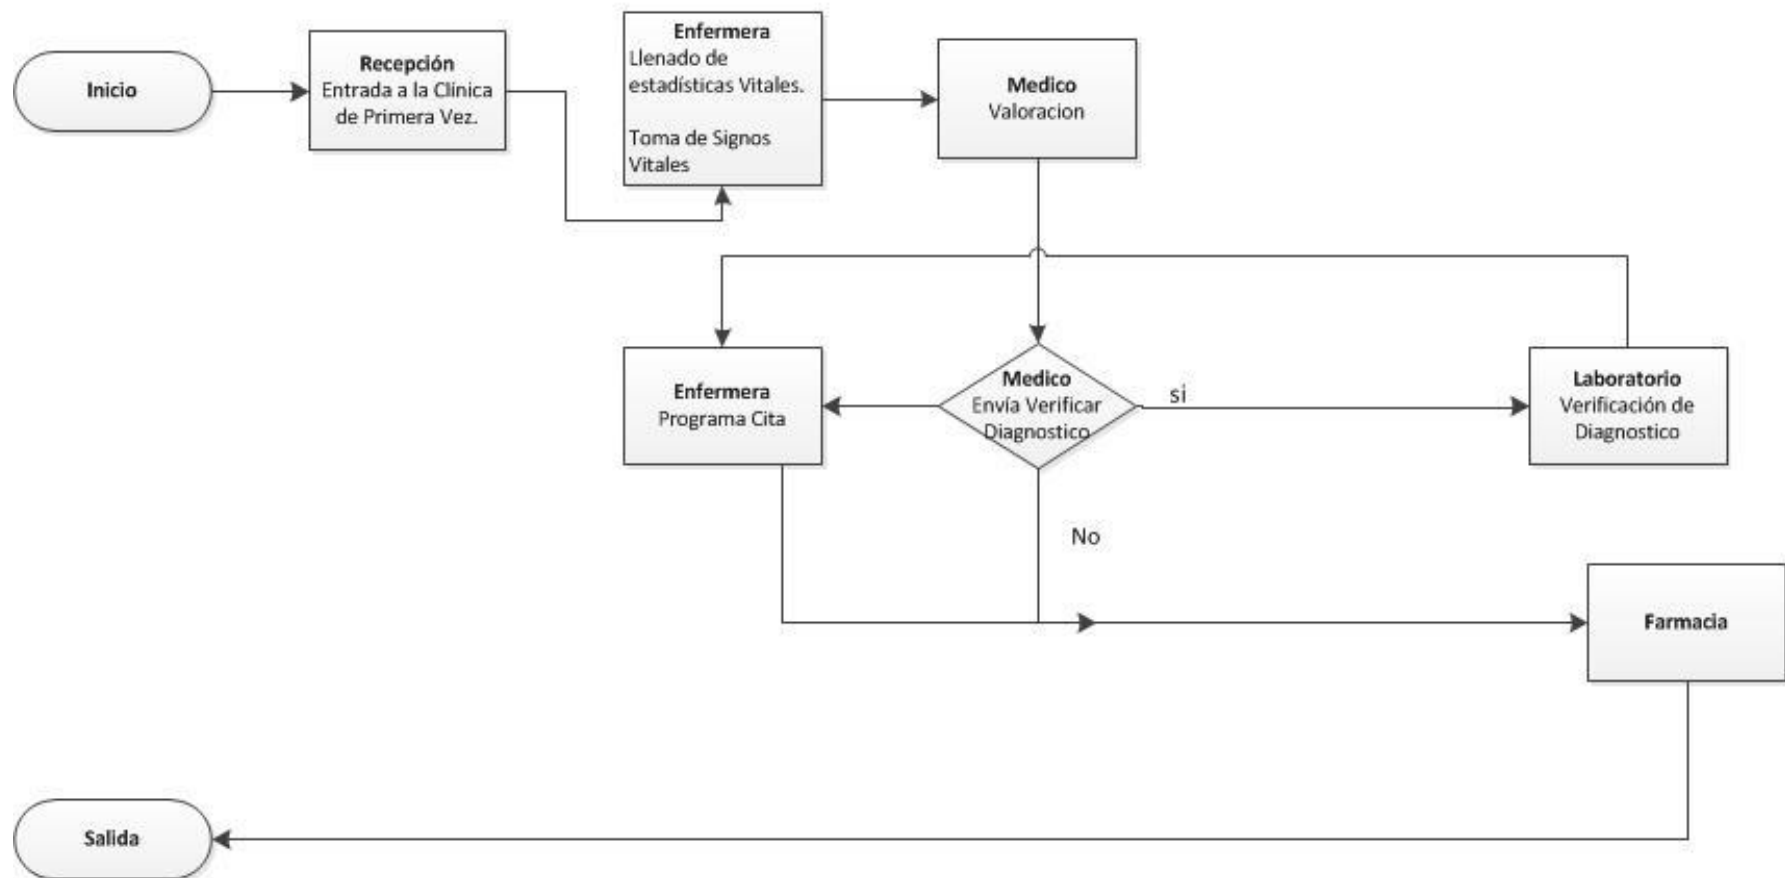 Inicio
Recepción
Entrada a la Clínica
de Primera Vez.
Enfermera
Llenado de
estadísticas Vitales.
Toma de Signos
Vitales
Medico
Valoracion
Enfermera
Programa Cita
Medico
Envía Verificar
Diagnostico
si
Laboratorio
Verificación de
Diagnostico
No
Farmacia
Salida